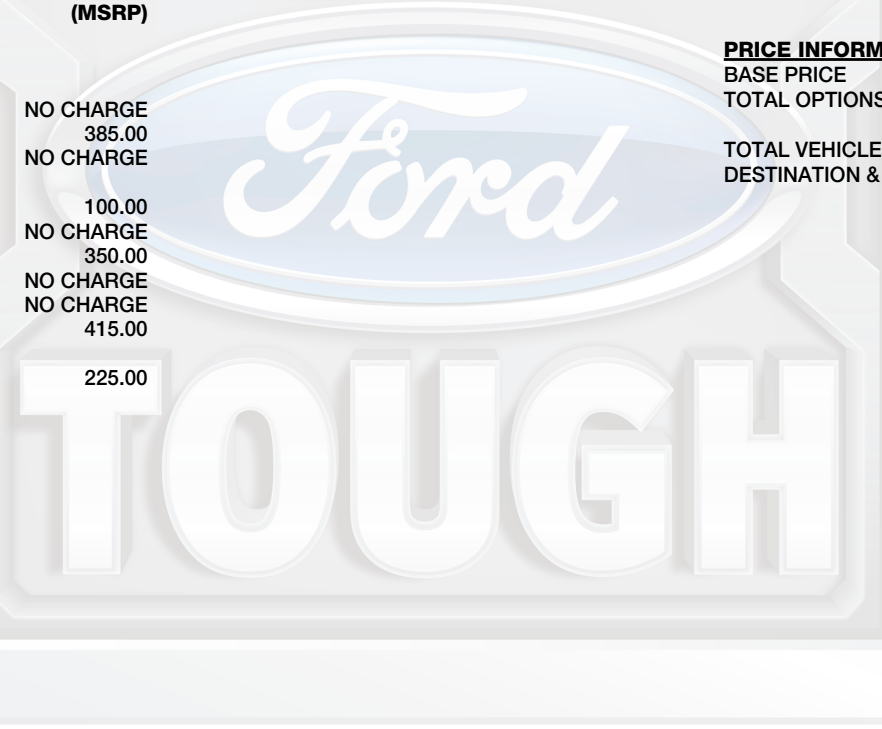 (MSRP)
NO CHARGE
385.00
NO CHARGE
100.00
NO CHARGE
350.00
NO CHARGE
NO CHARGE
415.00
225.00
PRICE INFORM
BASE PRICE
TOTAL OPTIONS
TOTAL VEHICLE
DESTINATION &
Ford
TOUGH